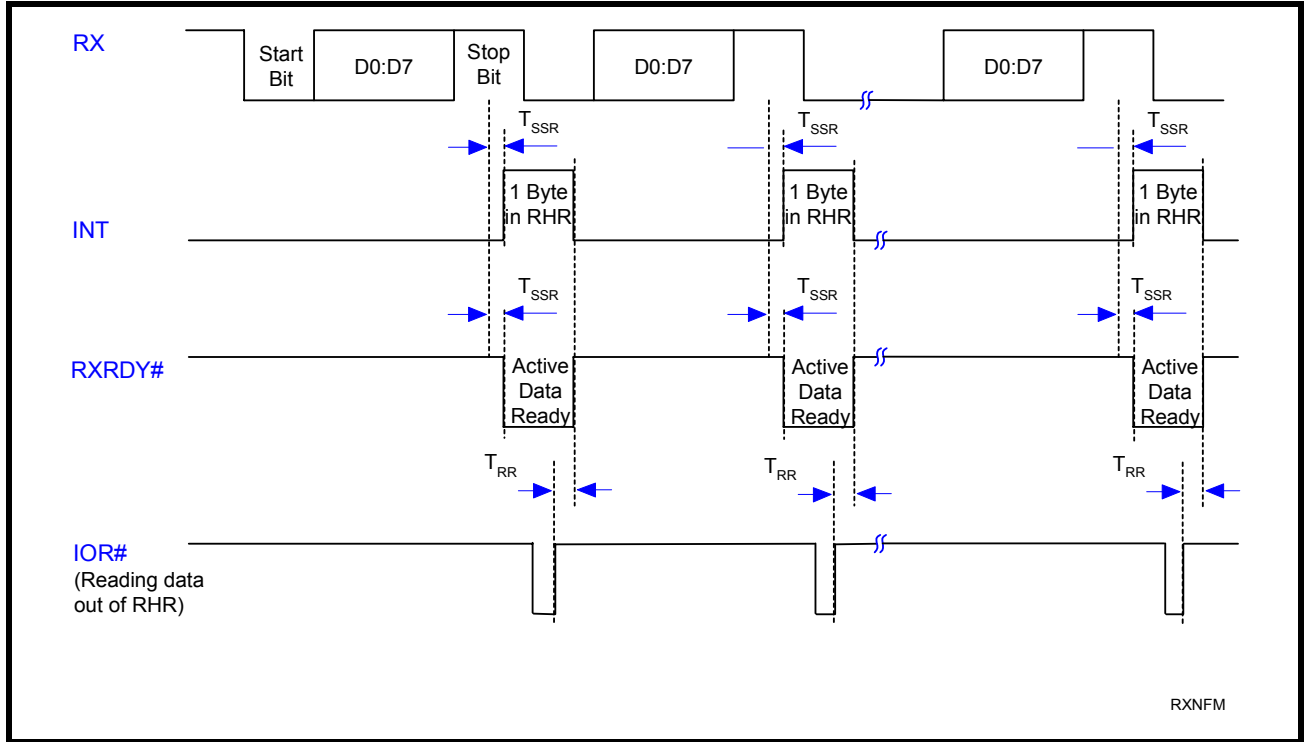 RX
Start
Bit
D0:D7
Stop
Bit
D0:D7
D0:D7
TSSR
TSSR
TSSR
INT
1 Byte
in RHR
1 Byte
in RHR
1 Byte
in RHR
TSSR
TSSR
TSSR
RXRDY#
Active
Data
Ready
Active
Data
Ready
Active
Data
Ready
TRR
TRR
TRR
IOR#
(Reading data
out of RHR)
RXNFM